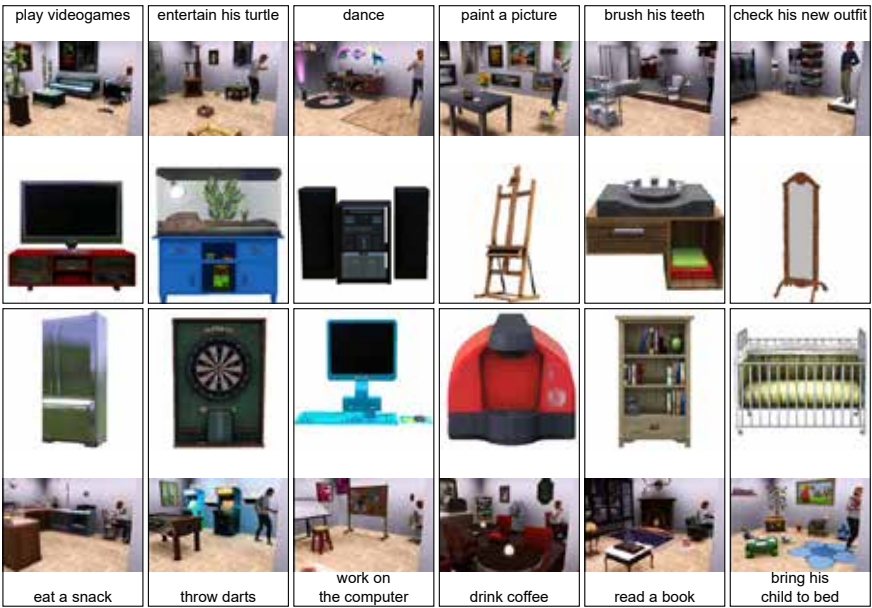 play videogames
entertain his turtle
dance
paint a picture
brush his teeth
check his new outfit
eat a snack
throw darts
work on
the computer
drink coffee
read a book
bring his
child to bed